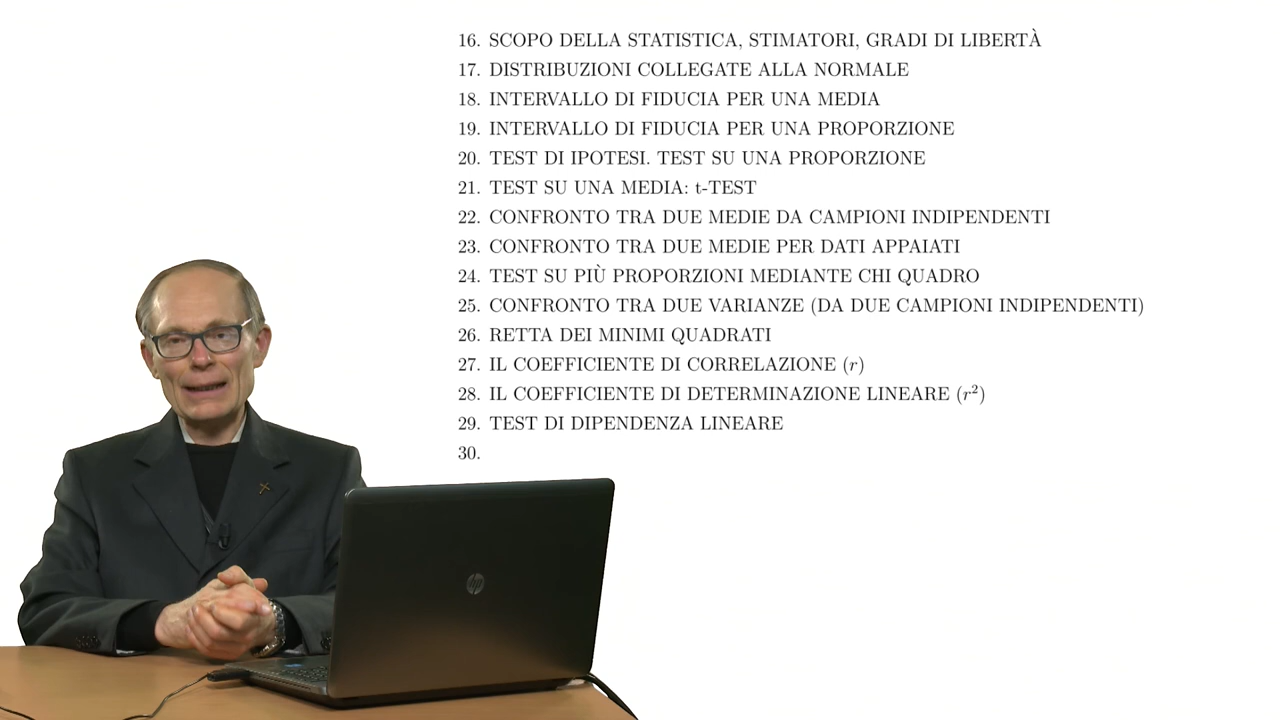 16. SCOPO DELLA STATISTICA, STIMATORI, GRADI DI LIBERTÀ
17. DISTRIBUZIONI COLLEGATE ALLA NORMALE
18. INTERVALLO DI FIDUCIA PER UNA MEDIA
19. INTERVALLO DI FIDUCIA PER UNA PROPORZIONE
20. TEST DI IPOTESI. TEST SU UNA PROPORZIONE
21. TEST SU UNA MEDIA: t-TEST
22. CONFRONTO TRA DUE MEDIE DA CAMPIONI INDIPENDENTI
23. CONFRONTO TRA DUE MEDIE PER DATI APPAIATI
24. TEST SU PIÙ PROPORZIONI MEDIANTE CHI QUADRO
25. CONFRONTO TRA DUE VARIANZE (DA DUE CAMPIONI INDIPENDENTI)
26. RETTA DEI MINIMI QUADRATI
27. IL COEFFICIENTE DI CORRELAZIONE (r)
28. IL COEFFICIENTE DI DETERMINAZIONE LINEARE (r²)
29. TEST DI DIPENDENZA LINEARE
30.
hp